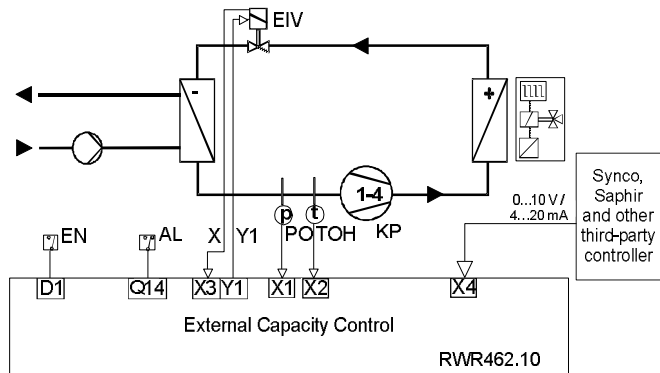 EIV
-
+
1-4
Synco,
Saphir
and other
third-party
controller
0...10 V /
4...20 mA
p
t
EN
AL
X
Y1
PO
TOH
KP
D1
Q14
X3
Y1
X1
X2
X4
External Capacity Control
RWR462.10